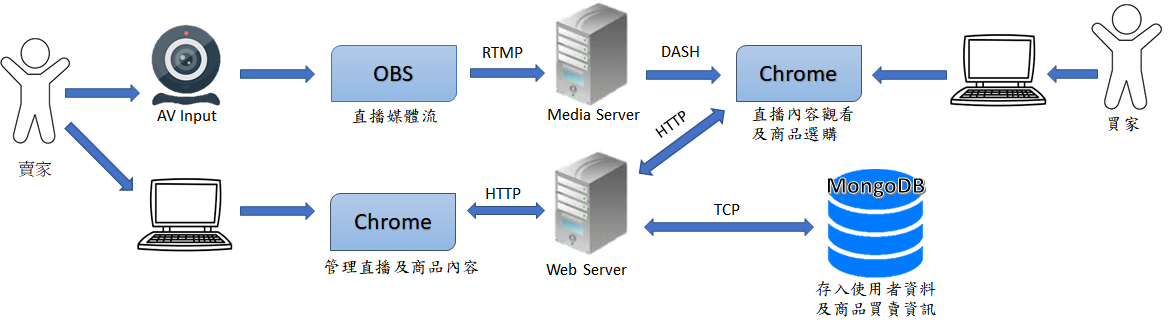 賣家
AV Input
OBS
直播媒體流
RTMP
Media Server
DASH
Chrome
直播內容觀看
及商品選購
買家
HTTP
Chrome
管理直播及商品內容
HTTP
Web Server
TCP
MongoDB
存入使用者資料
及商品買賣資訊